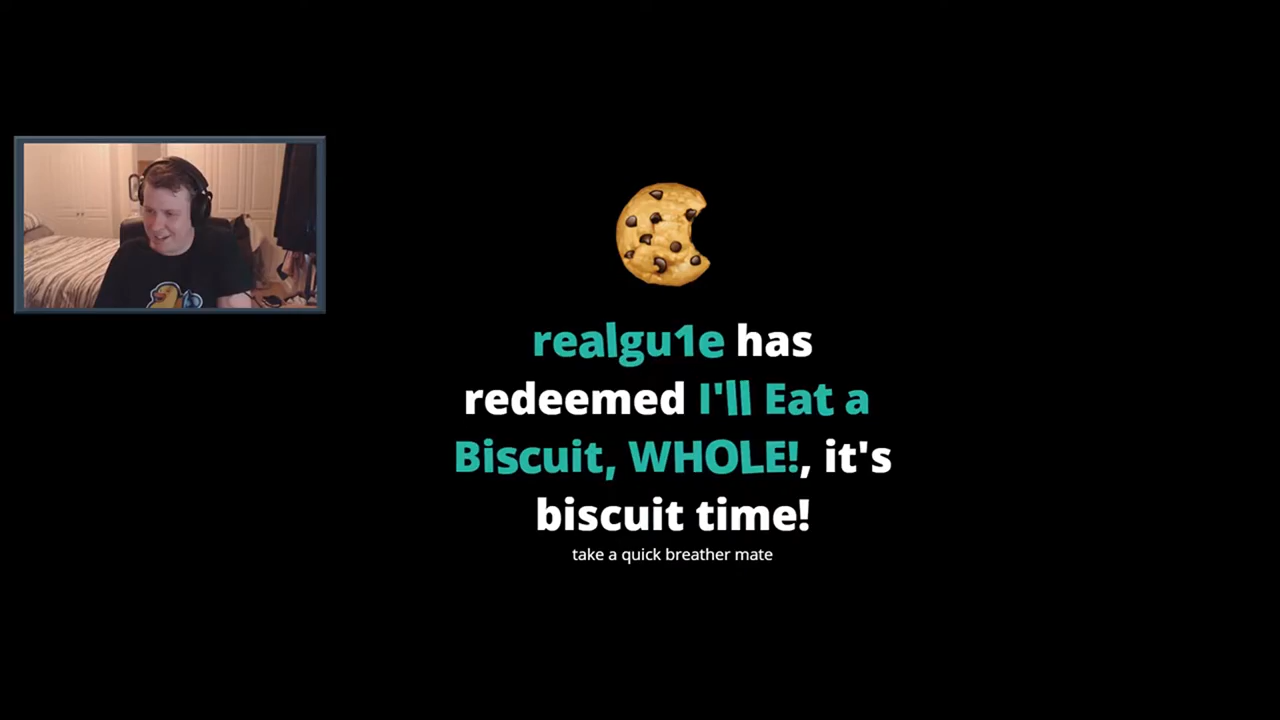 realgu1e has
redeemed I'll Eat a
Biscuit, WHOLE!, it's
biscuit time!
take a quick breather mate